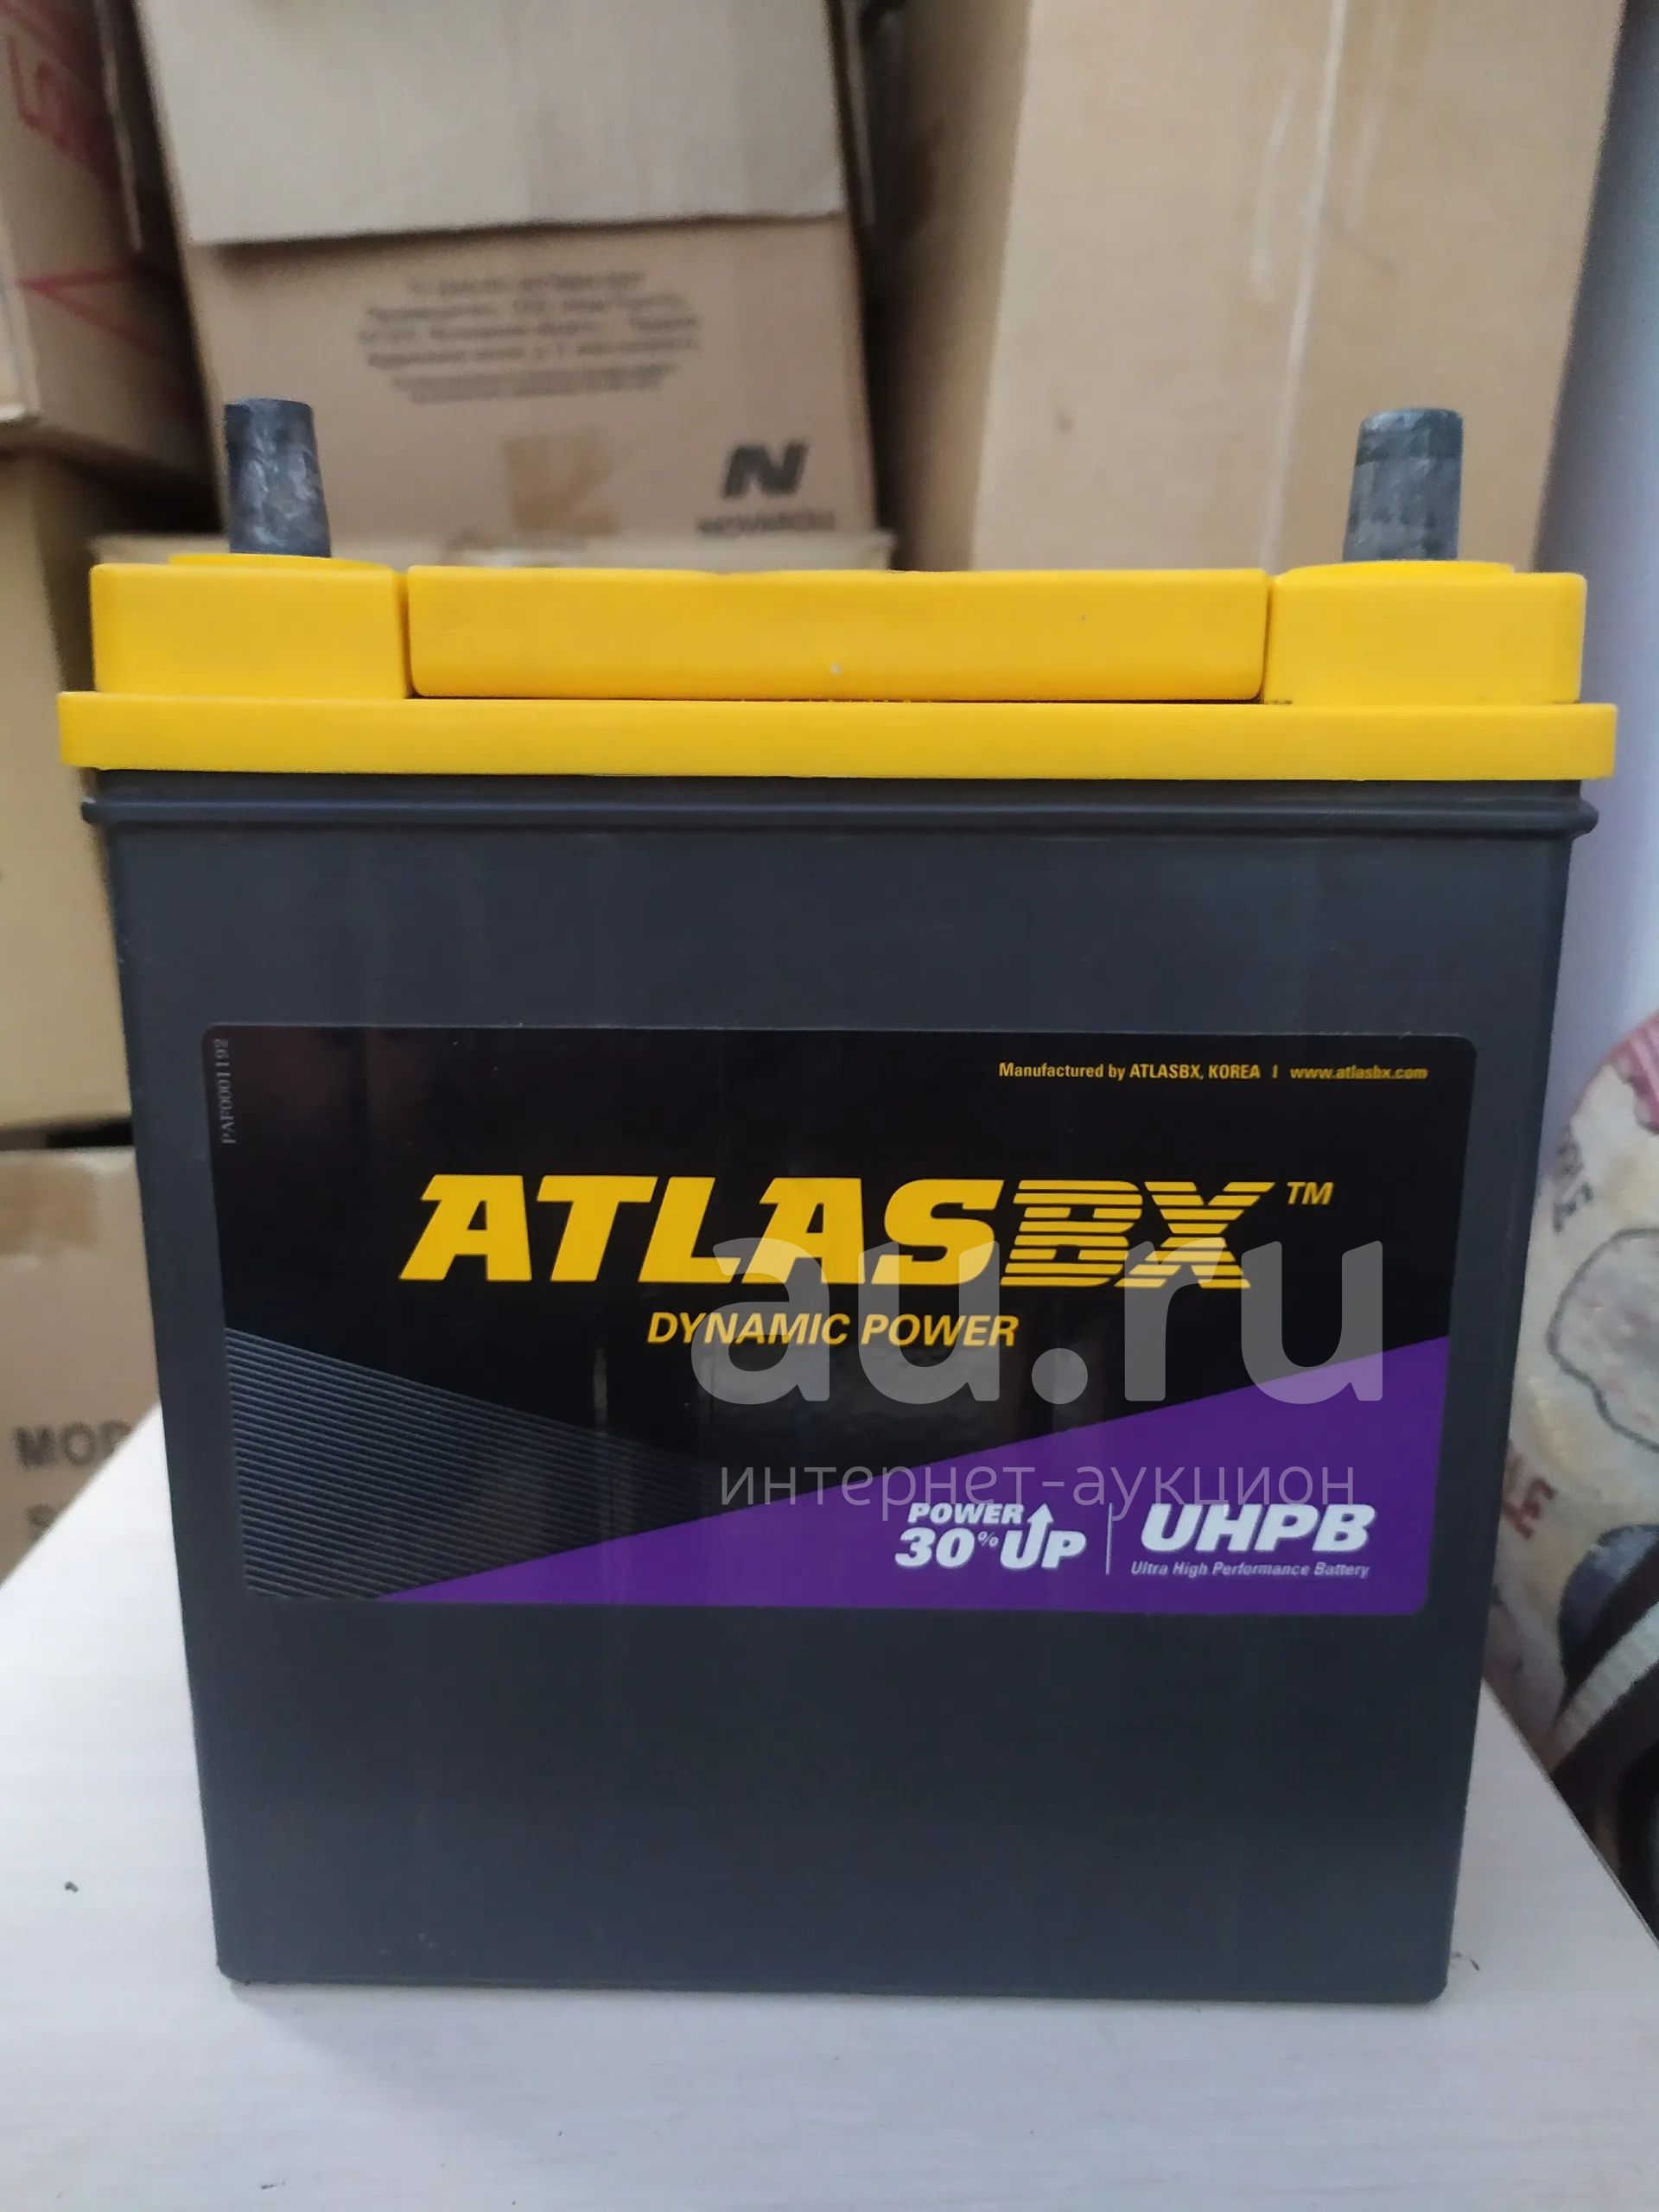 N
MOD
PAF0001192
Manufactured by ATLASBX, KOREA | www.atlasbx.com
ATLASBX™
DYNAMIC POWER
au.ru
интернет-аукцион
POWER
30% UP
UHPB
Ultra High Performance Battery